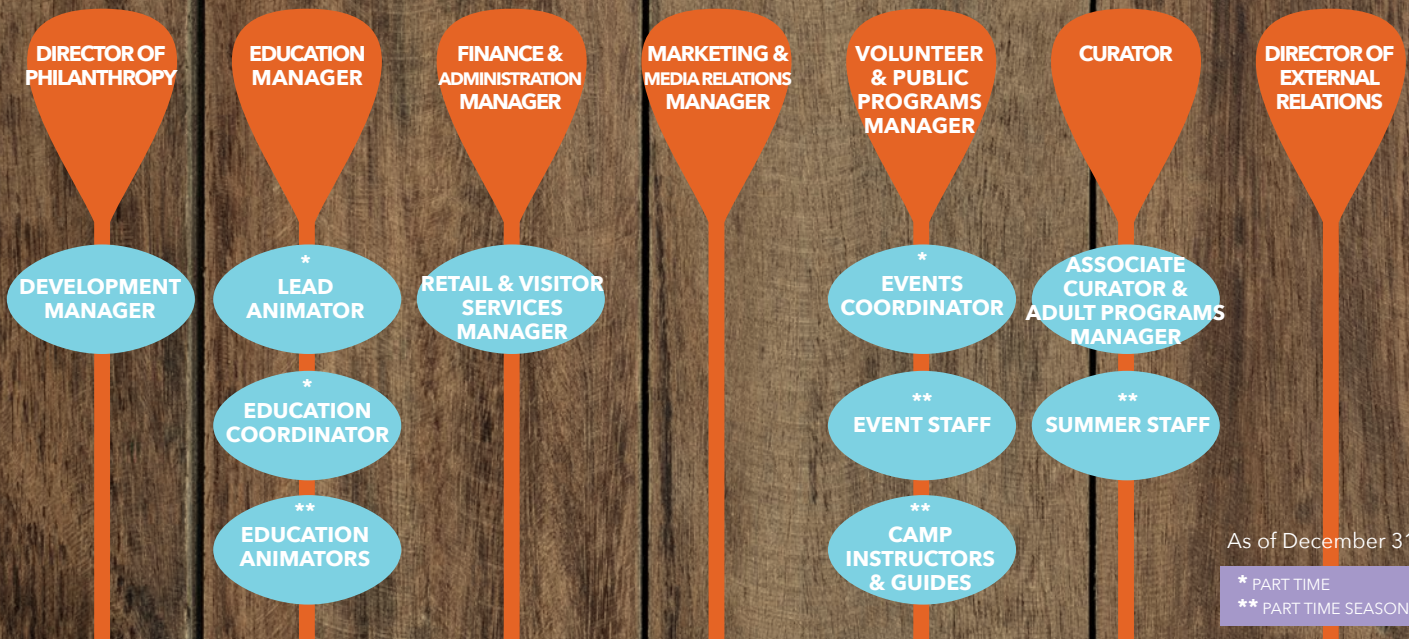 DIRECTOR OF
PHILANTHROPY
EDUCATION
MANAGER
FINANCE &
ADMINISTRATION
MANAGER
MARKETING &
MEDIA RELATIONS
MANAGER
VOLUNTEER
& PUBLIC
PROGRAMS
MANAGER
CURATOR
DIRECTOR OF
EXTERNAL
RELATIONS
DEVELOPMENT
MANAGER
*
LEAD
ANIMATOR
RETAIL & VISITOR
SERVICES
MANAGER
*
EVENTS
COORDINATOR
ASSOCIATE
CURATOR &
ADULT PROGRAMS
MANAGER
*
EDUCATION
COORDINATOR
**
EVENT STAFF
**
SUMMER STAFF
**
EDUCATION
ANIMATORS
**
CAMP
INSTRUCTORS
& GUIDES
As of December 31
* PART TIME
** PART TIME SEASON